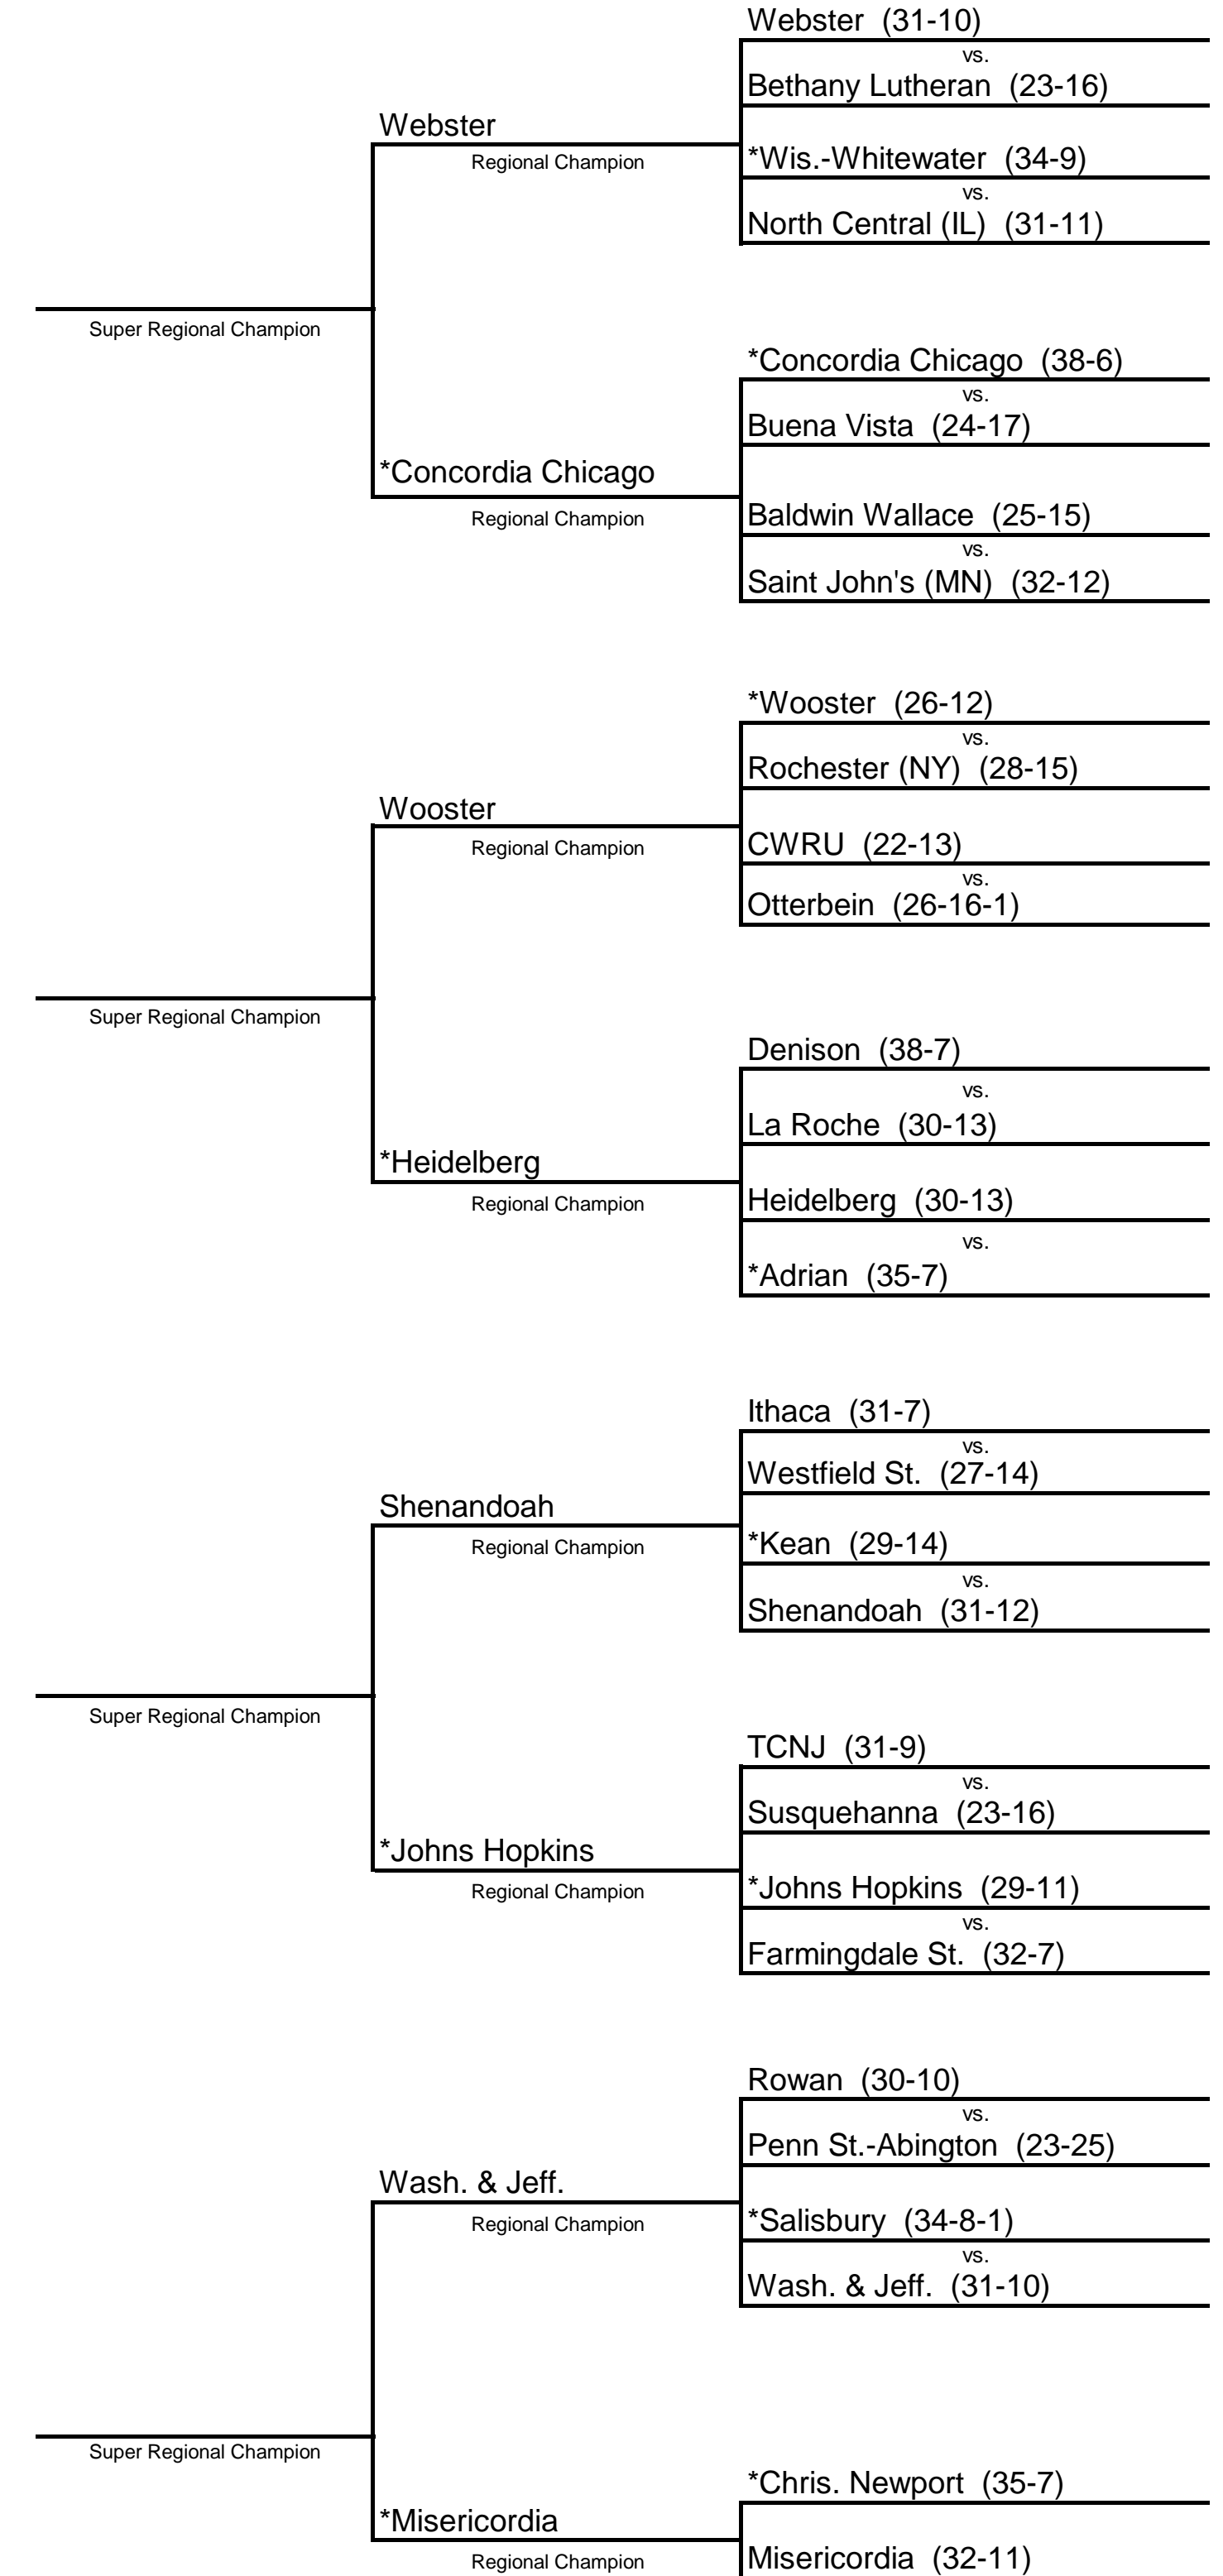 Webster (31-10)
vs.
Bethany Lutheran (23-16)
Webster
Regional Champion
*Wis.-Whitewater (34-9)
vs.
North Central (IL) (31-11)
Super Regional Champion
*Concordia Chicago (38-6)
vs.
Buena Vista (24-17)
*Concordia Chicago
Regional Champion
Baldwin Wallace (25-15)
vs.
Saint John's (MN) (32-12)
*Wooster (26-12)
vs.
Rochester (NY) (28-15)
Wooster
Regional Champion
CWRU (22-13)
vs.
Otterbein (26-16-1)
Super Regional Champion
Denison (38-7)
vs.
La Roche (30-13)
*Heidelberg
Regional Champion
Heidelberg (30-13)
vs.
*Adrian (35-7)
Ithaca (31-7)
vs.
Westfield St. (27-14)
Shenandoah
Regional Champion
*Kean (29-14)
vs.
Shenandoah (31-12)
Super Regional Champion
TCNJ (31-9)
vs.
Susquehanna (23-16)
*Johns Hopkins
Regional Champion
*Johns Hopkins (29-11)
vs.
Farmingdale St. (32-7)
Rowan (30-10)
vs.
Penn St.-Abington (23-25)
Wash. & Jeff.
Regional Champion
*Salisbury (34-8-1)
vs.
Wash. & Jeff. (31-10)
Super Regional Champion
*Chris. Newport (35-7)
*Misericordia
Regional Champion
Misericordia (32-11)